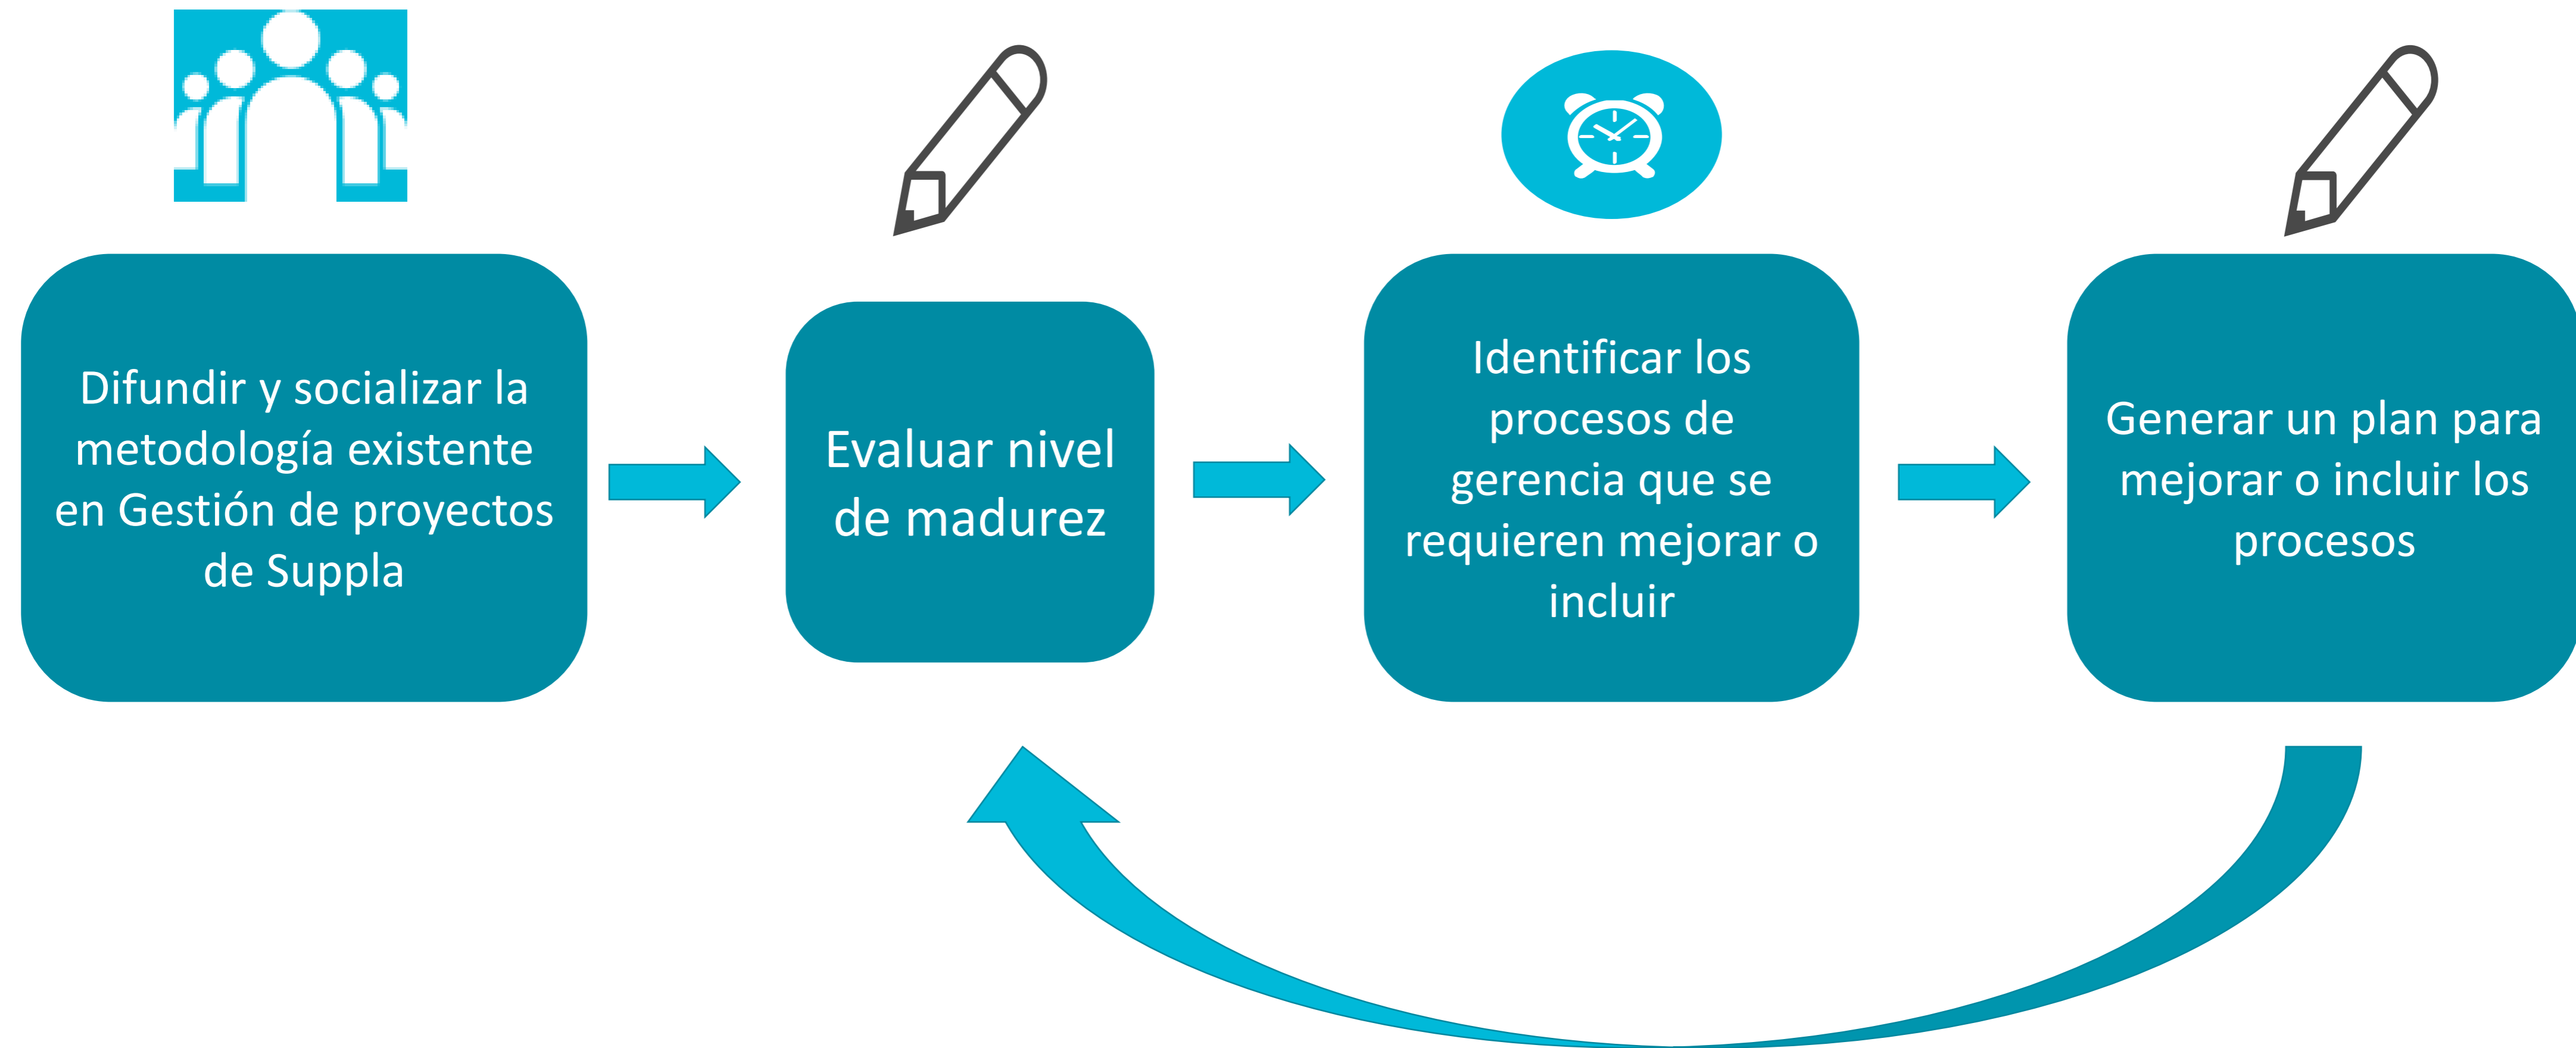 Difundir y socializar la
metodología existente
en Gestión de proyectos
de Suppla
Evaluar nivel
de madurez
Identificar los
procesos de
gerencia que se
requieren mejorar o
incluir
Generar un plan para
mejorar o incluir los
procesos